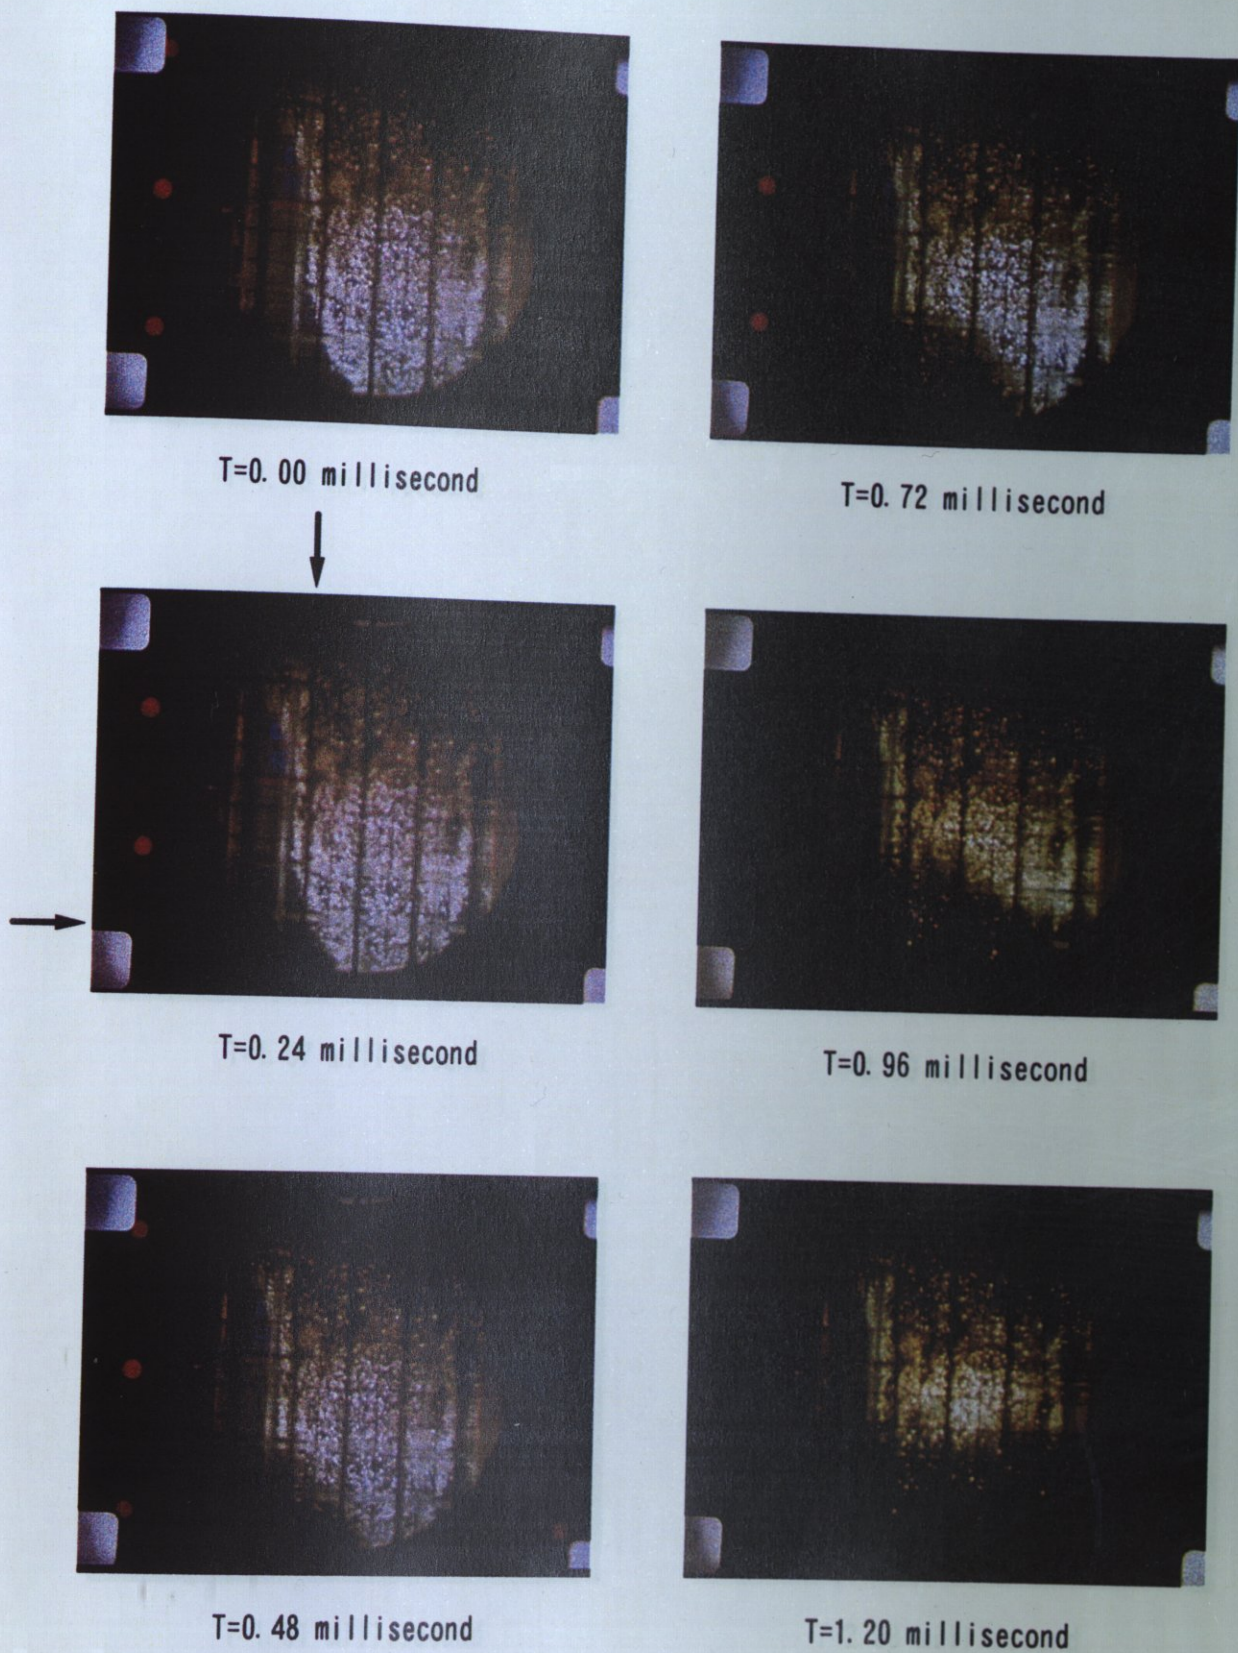 T=0. 00 millisecond
T=0. 24 millisecond
T=0. 48 millisecond
T=0. 72 millisecond
T=0. 96 millisecond
T=1. 20 millisecond